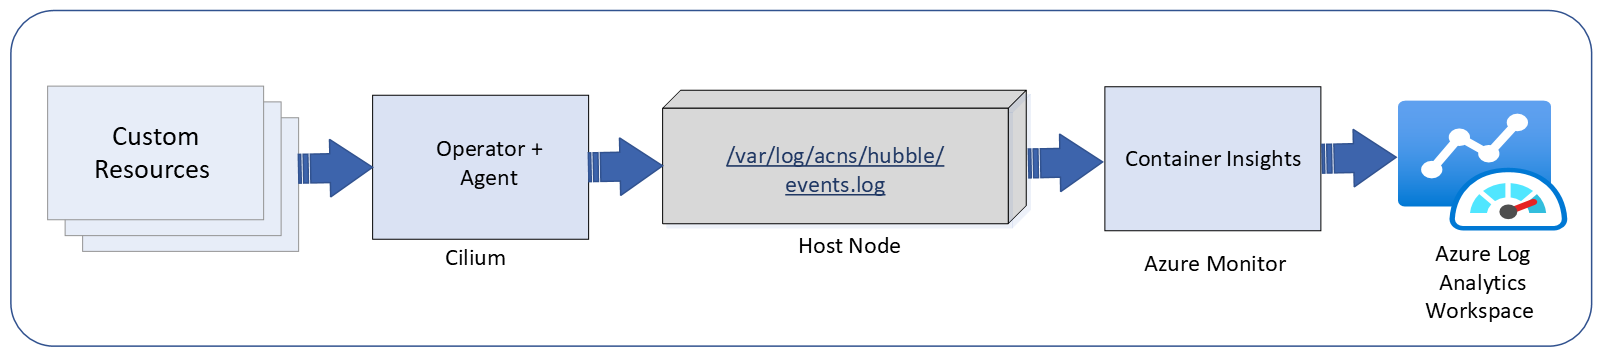 Custom
Resources
Operator +
Agent
Cilium
/var/log/acns/hubble/
events.log
Host Node
Container Insights
Azure Monitor
Azure Log
Analytics
Workspace